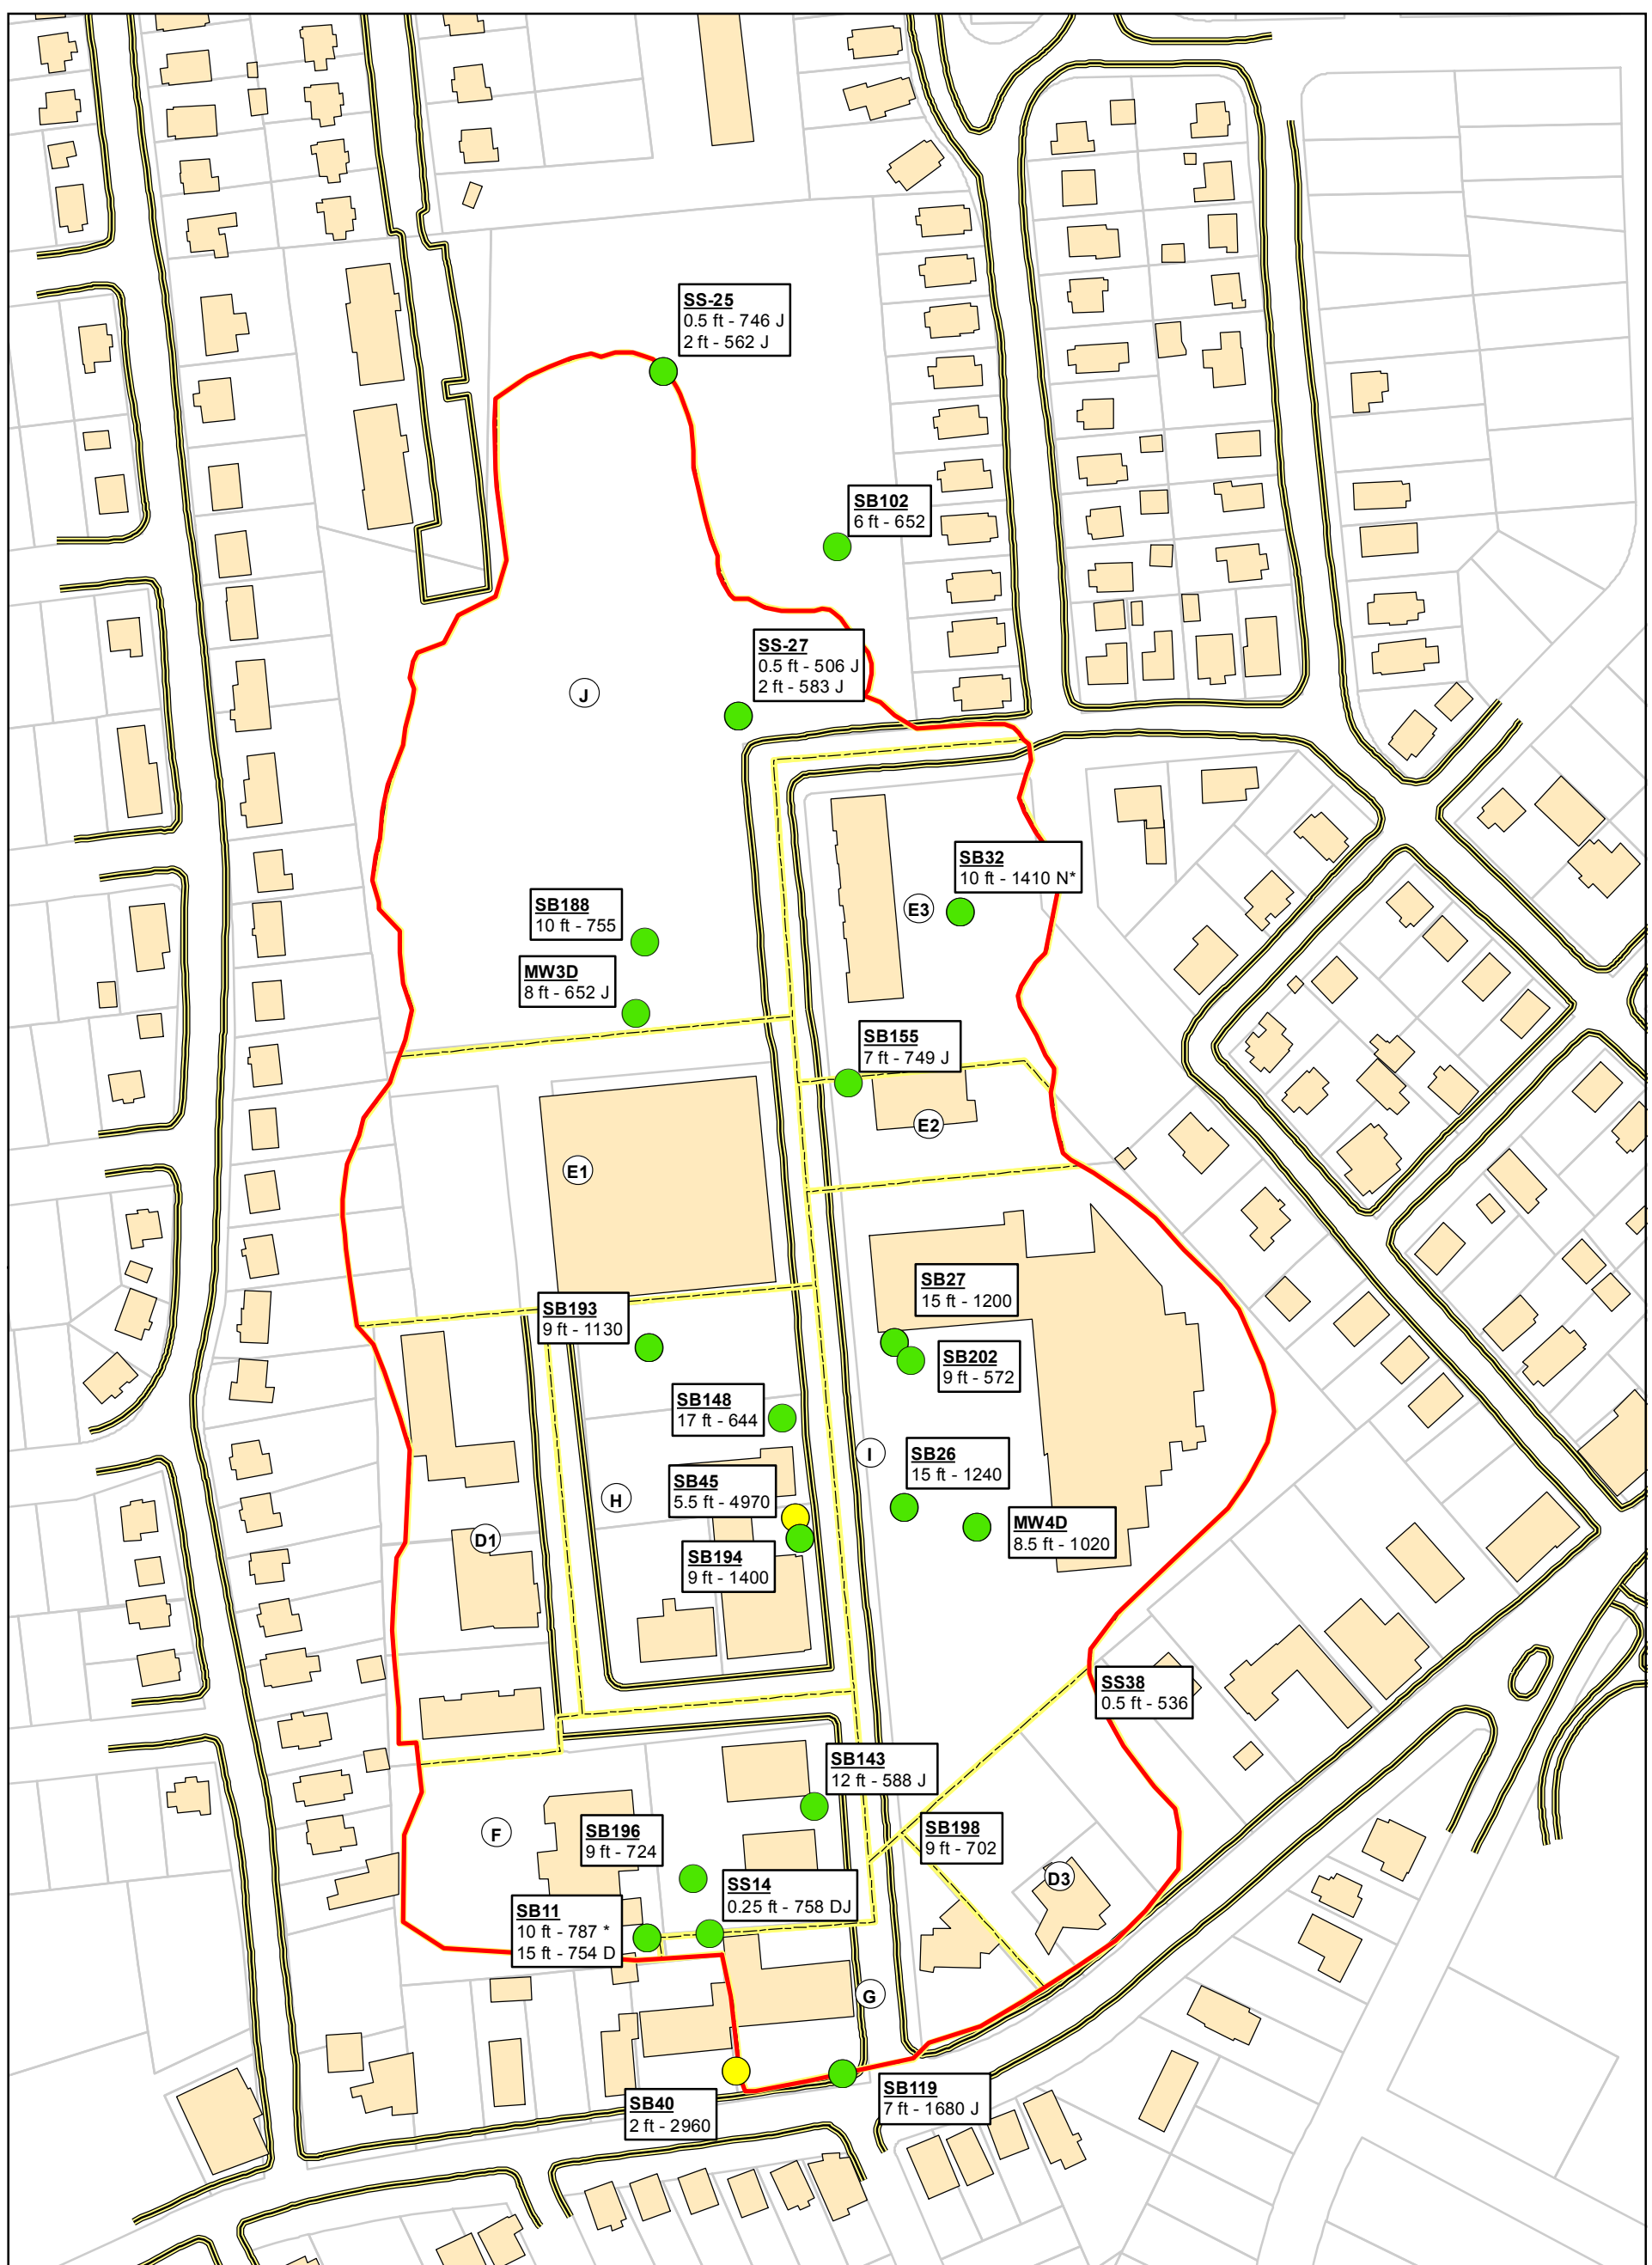 SS-25
0.5 ft - 746 J
2 ft - 562 J
SB102
6 ft - 652
SS-27
0.5 ft - 506 J
2 ft - 583 J
J
SB32
10 ft - 1410 N*
E3
SB188
10 ft - 755
MW3D
8 ft - 652 J
SB155
7 ft - 749 J
E2
E1
SB27
15 ft - 1200
SB193
9 ft - 1130
SB202
9 ft - 572
SB148
17 ft - 644
I
SB26
15 ft - 1240
SB45
5.5 ft - 4970
H
MW4D
8.5 ft - 1020
D1
SB194
9 ft - 1400
SS38
0.5 ft - 536
SB143
12 ft - 588 J
F
SB196
9 ft - 724
SB198
9 ft - 702
D3
SS14
0.25 ft - 758 DJ
SB11
10 ft - 787 *
15 ft - 754 D
G
SB119
7 ft - 1680 J
SB40
2 ft - 2960